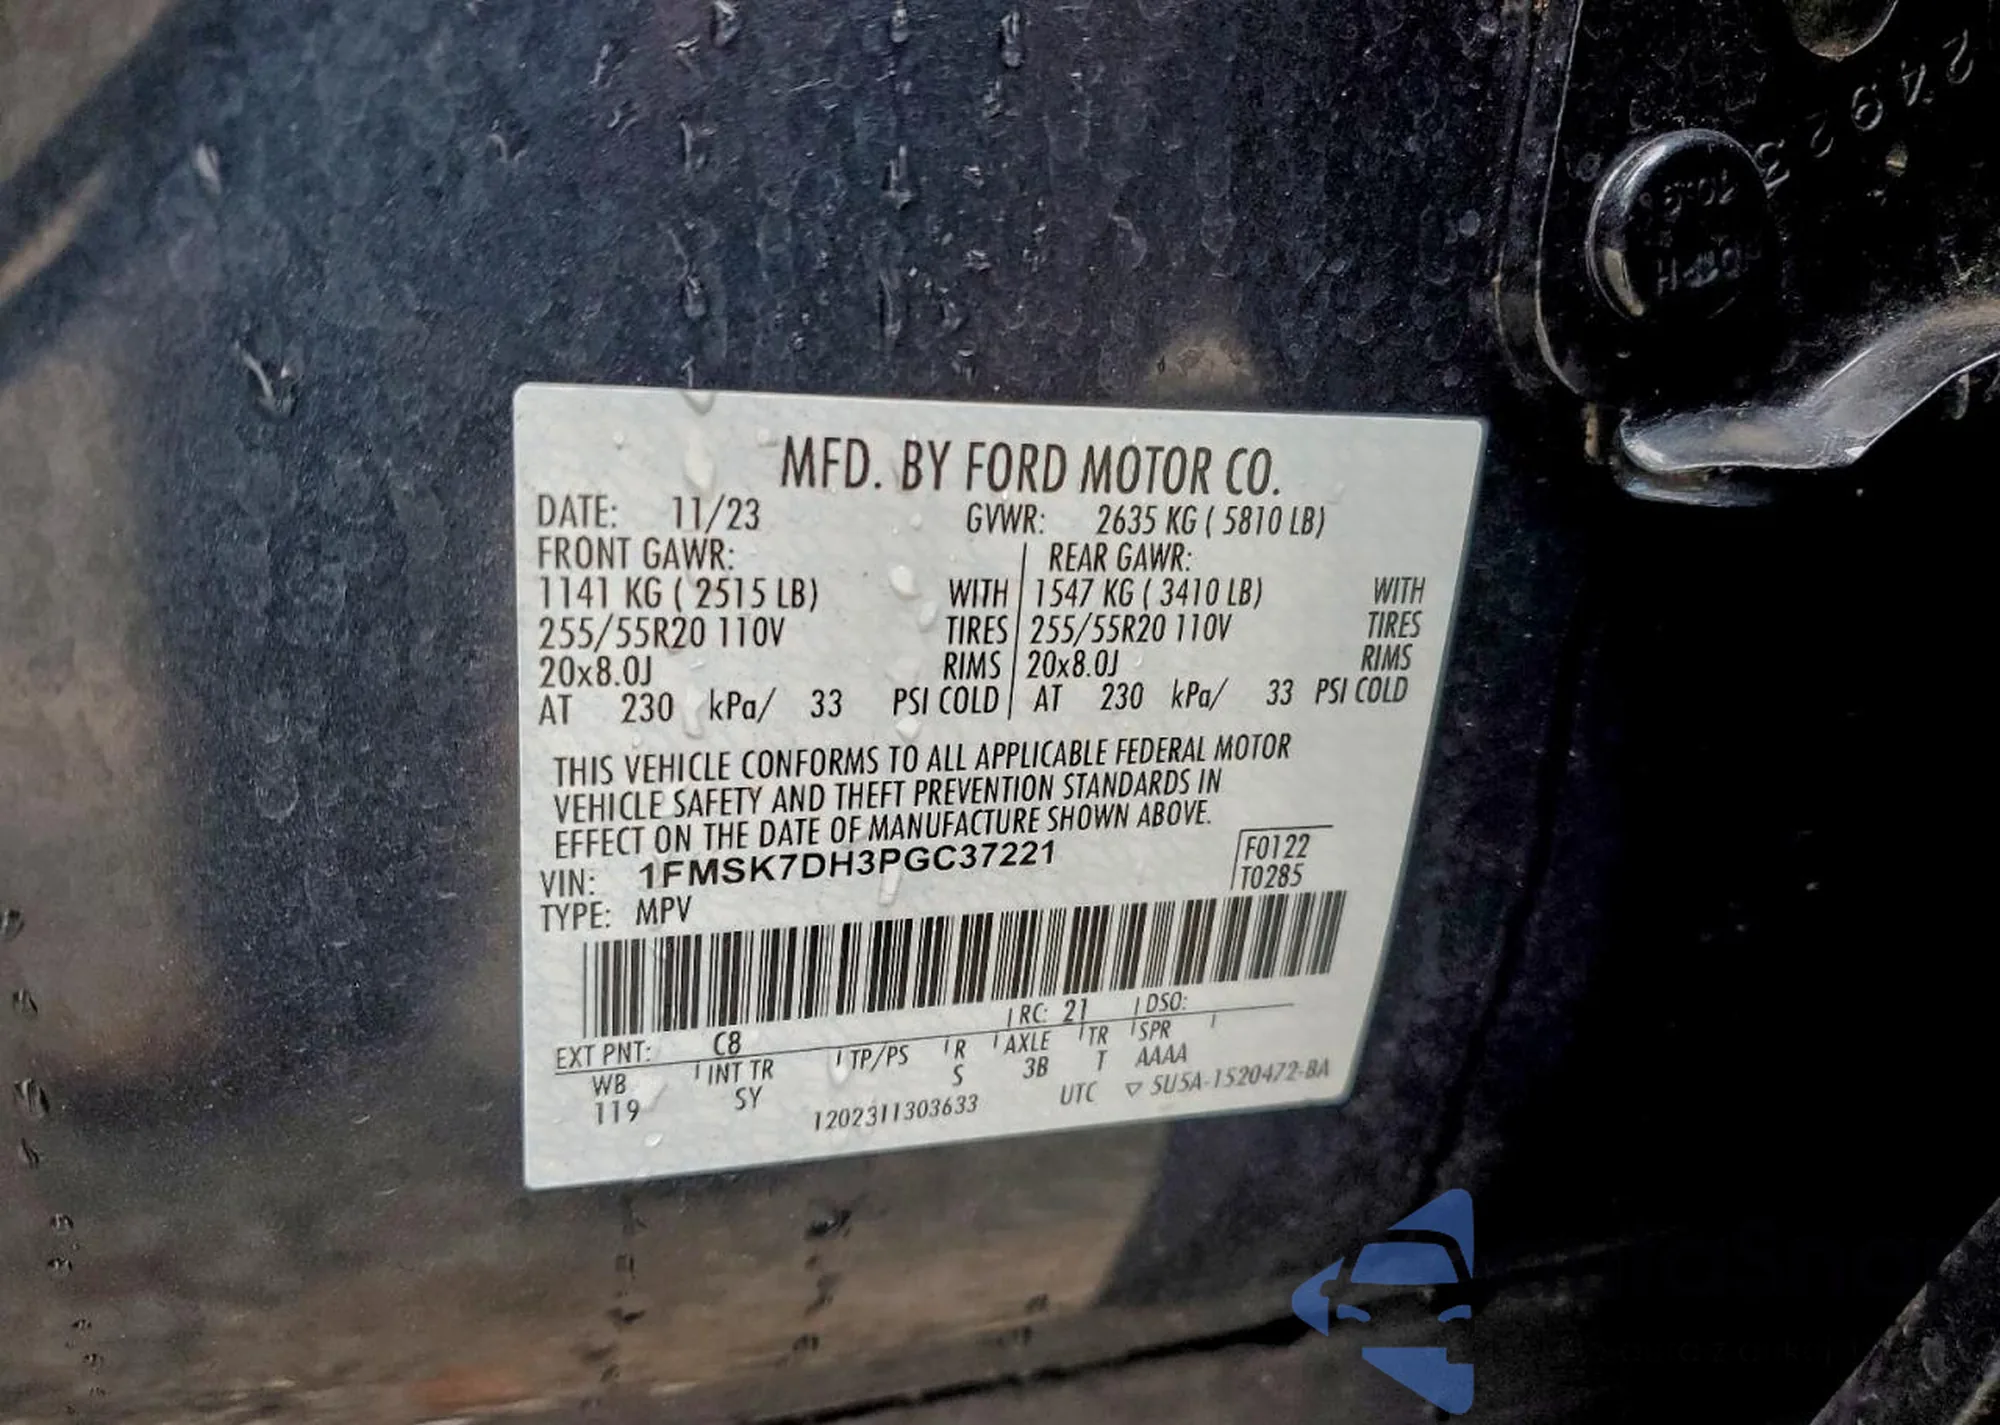 MFD. BY FORD MOTOR CO.
DATE: 11/23 GVWR: 2635 KG ( 5810 LB)
FRONT GAWR: REAR GAWR:
1141 KG ( 2515 LB) WITH 1547 KG ( 3410 LB) WITH
255/55R20 110V TIRES 255/55R20 110V TIRES
20x8.0J RIMS 20x8.0J RIMS
AT 230 kPa/ 33 PSI COLD AT 230 kPa/ 33 PSI COLD
THIS VEHICLE CONFORMS TO ALL APPLICABLE FEDERAL MOTOR
VEHICLE SAFETY AND THEFT PREVENTION STANDARDS IN
EFFECT ON THE DATE OF MANUFACTURE SHOWN ABOVE.
VIN: 1FMSK7DH3PGC37221
F0122
T0285
TYPE: MPV
EXT PNT: C8 RC: 21 DSO:
WB INT TR TP/PS R AXLE TR SPR
119 SY S 3B T AAAA
1202311303633 UTC ▽ 5U5A-1520472-BA
24923